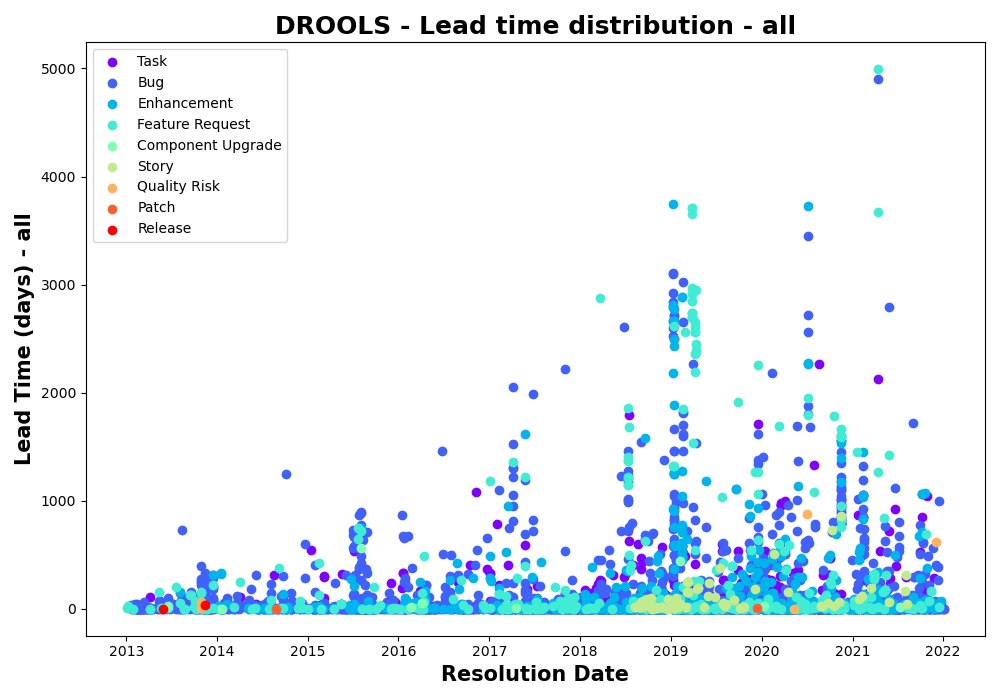 DROOLS - Lead time distribution - all
Lead Time (days) - all
5000
4000
3000
2000
1000
0
Task
Bug
Enhancement
Feature Request
Component Upgrade
Story
Quality Risk
Patch
Release
2013 2014 2015 2016 2017 2018 2019 2020 2021 2022
Resolution Date